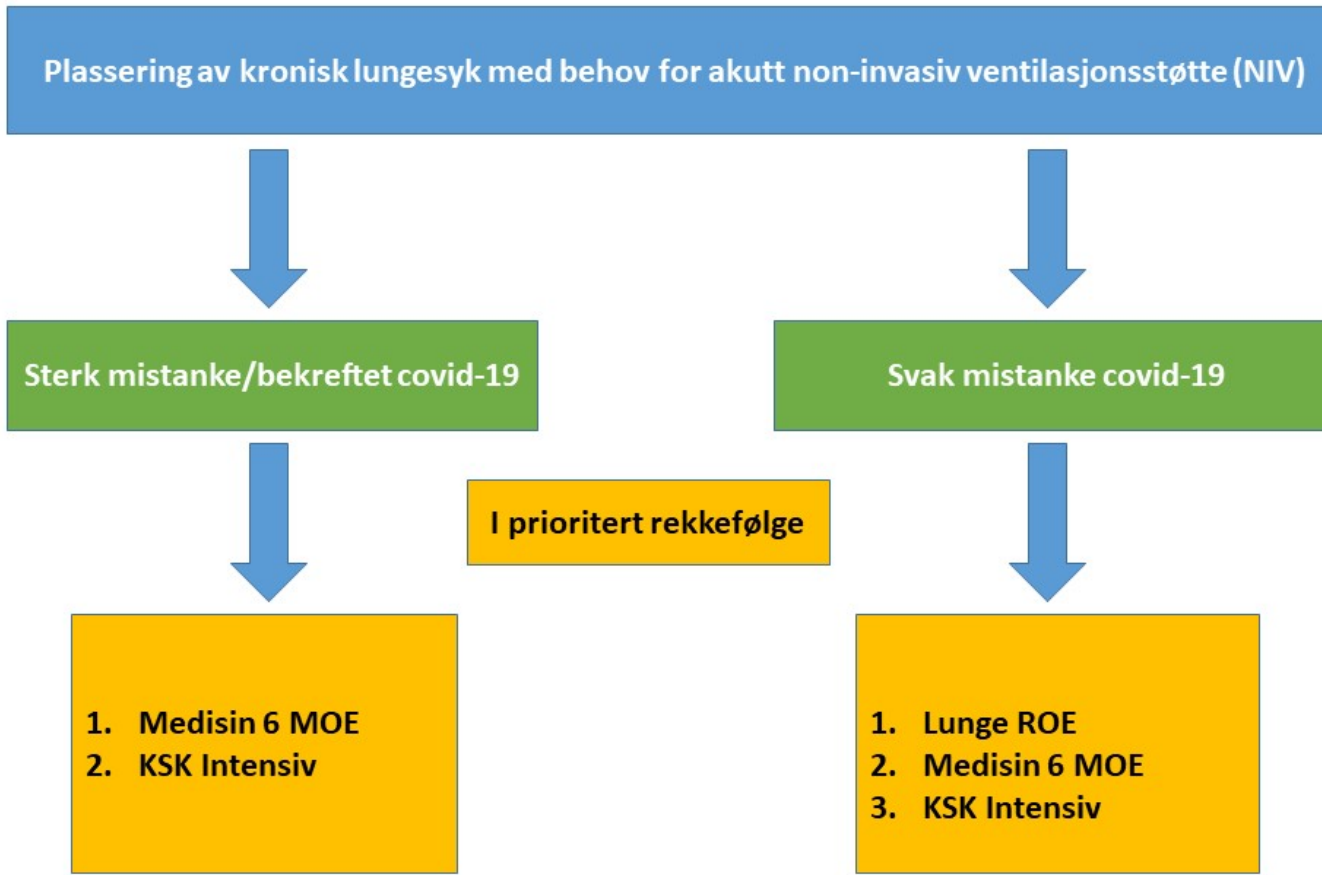 Plassering av kronisk lungesyk med behov for akutt non-invasiv ventilasjonsstøtte (NIV)
Sterk mistanke/bekreftet covid-19
Svak mistanke covid-19
I prioritert rekkefølge
1. Medisin 6 MOE
2. KSK Intensiv
1. Lunge ROE
2. Medisin 6 MOE
3. KSK Intensiv